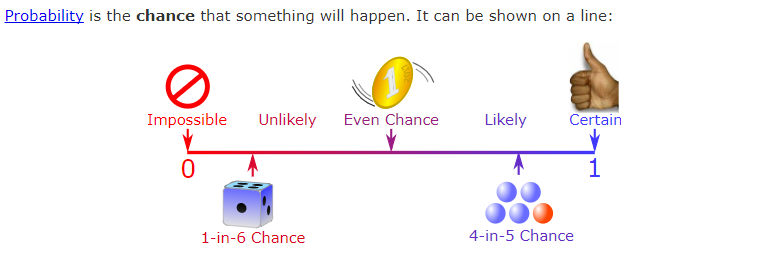 Probability is the chance that something will happen. It can be shown on a line:
1
Impossible Unlikely Even Chance Likely Certain
0 1
1-in-6 Chance 4-in-5 Chance